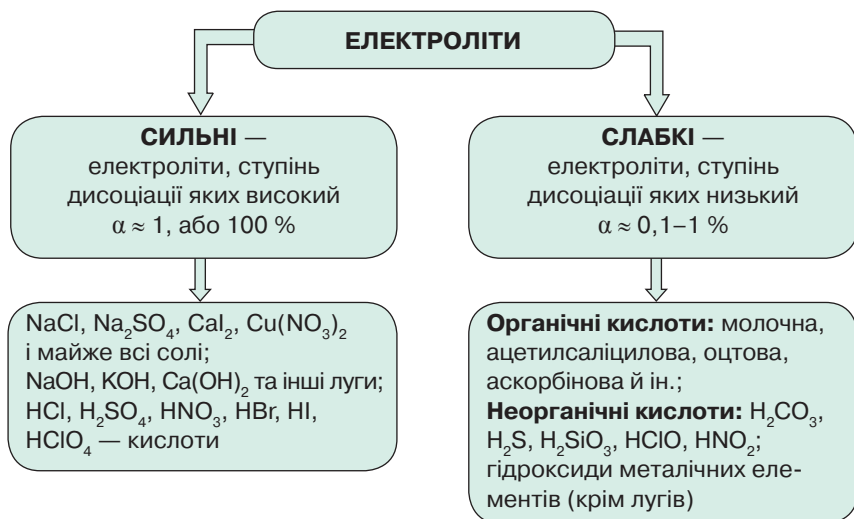 ЕЛЕКТРОЛІТИ
СИЛЬНІ —
електроліти, ступінь
дисоціації яких високий
α ≈ 1, або 100 %
СЛАБКІ —
електроліти, ступінь
дисоціації яких низький
α ≈ 0,1–1 %
NaCl, Na₂SO₄, CaI₂, Cu(NO₃)₂
і майже всі солі;
NaOH, KOH, Ca(OH)₂ та інші луги;
HCl, H₂SO₄, HNO₃, HBr, HI,
HClO₄ — кислоти
Органічні кислоти: молочна,
ацетилсаліцилова, оцтова,
аскорбінова й ін.;
Неорганічні кислоти: H₂CO₃,
H₂S, H₂SiO₃, HClO, HNO₂;
гідроксиди металічних еле-
ментів (крім лугів)